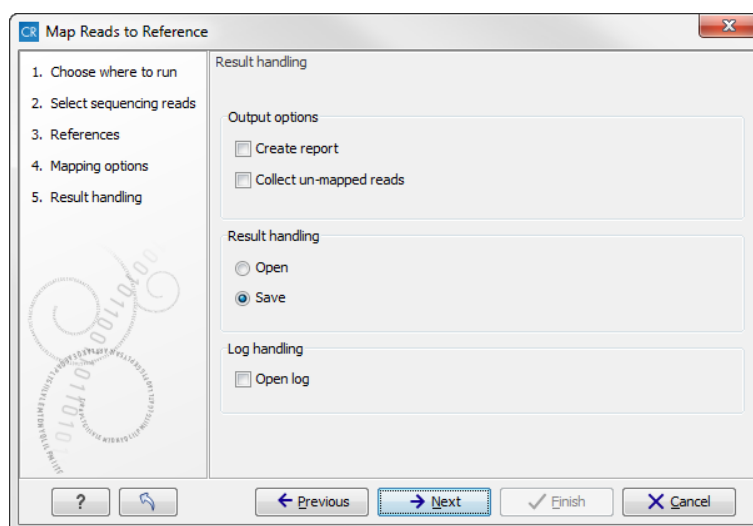 CR Map Reads to Reference
1. Choose where to run
2. Select sequencing reads
3. References
4. Mapping options
5. Result handling
Result handling
Output options
Create report
Collect un-mapped reads
Result handling
Open
Save
Log handling
Open log
? Previous Next Finish Cancel